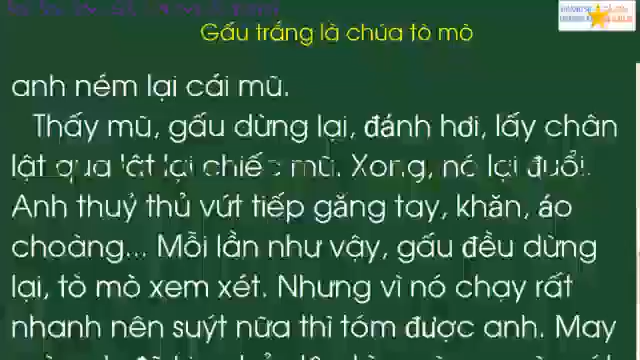 Gấu trắng là chúa tò mò
anh ném lại cái mũ.
Thấy mũ, gấu dừng lại, đánh hơi, lấy chân
lật qua lật lại chiếc mũ. Xong, nó lại đuổi.
Anh thuỷ thủ vứt tiếp găng tay, khăn, áo
choàng... Mỗi lần như vậy, gấu đều dừng
lại, tò mò xem xét. Nhưng vì nó chạy rất
nhanh nên suýt nữa thì tóm được anh. May